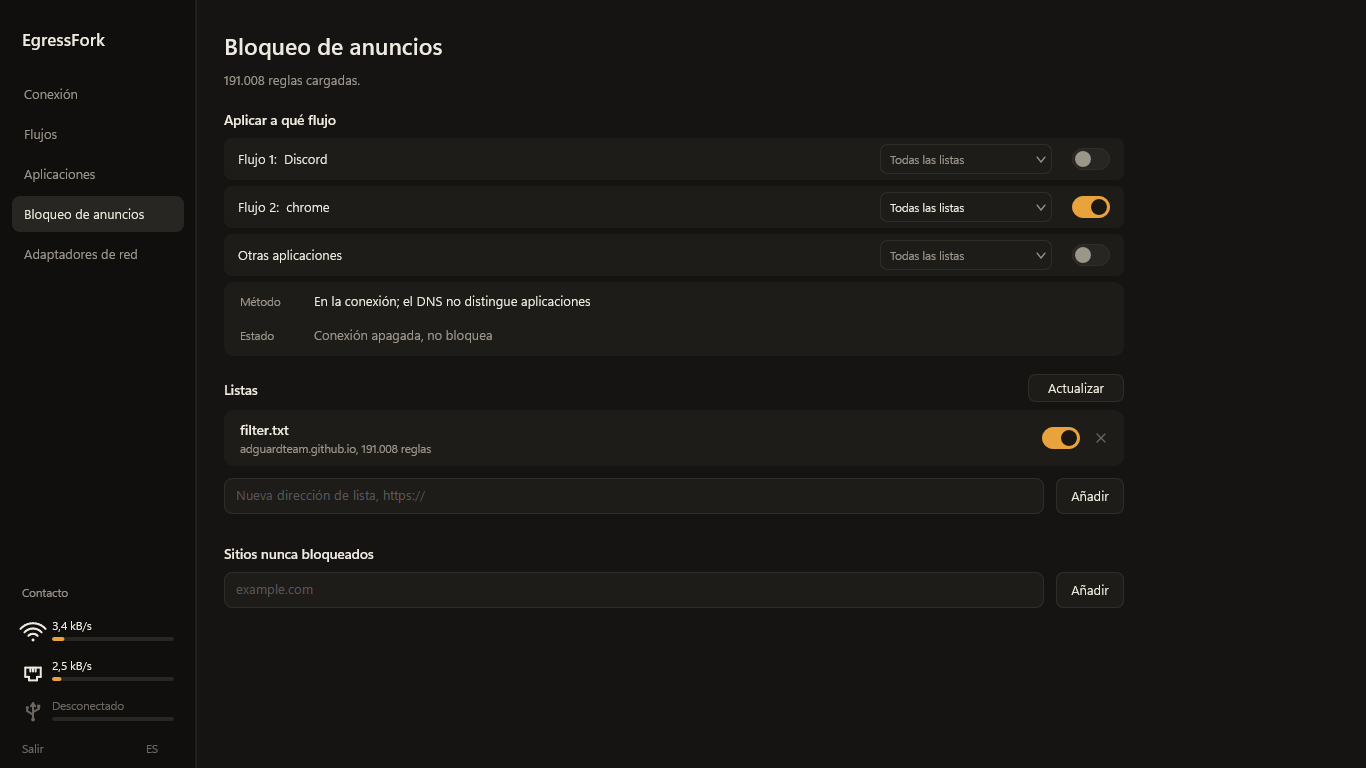 EgressFork
Conexión
Flujos
Aplicaciones
Bloqueo de anuncios
Adaptadores de red
Contacto
3,4 kB/s
2,5 kB/s
Desconectado
Salir
ES
Bloqueo de anuncios
191.008 reglas cargadas.
Aplicar a qué flujo
Flujo 1: Discord
Todas las listas
Flujo 2: chrome
Todas las listas
Otras aplicaciones
Todas las listas
Método
En la conexión; el DNS no distingue aplicaciones
Estado
Conexión apagada, no bloquea
Listas
Actualizar
filter.txt
adguardteam.github.io, 191.008 reglas
Nueva dirección de lista, https://
Añadir
Sitios nunca bloqueados
example.com
Añadir